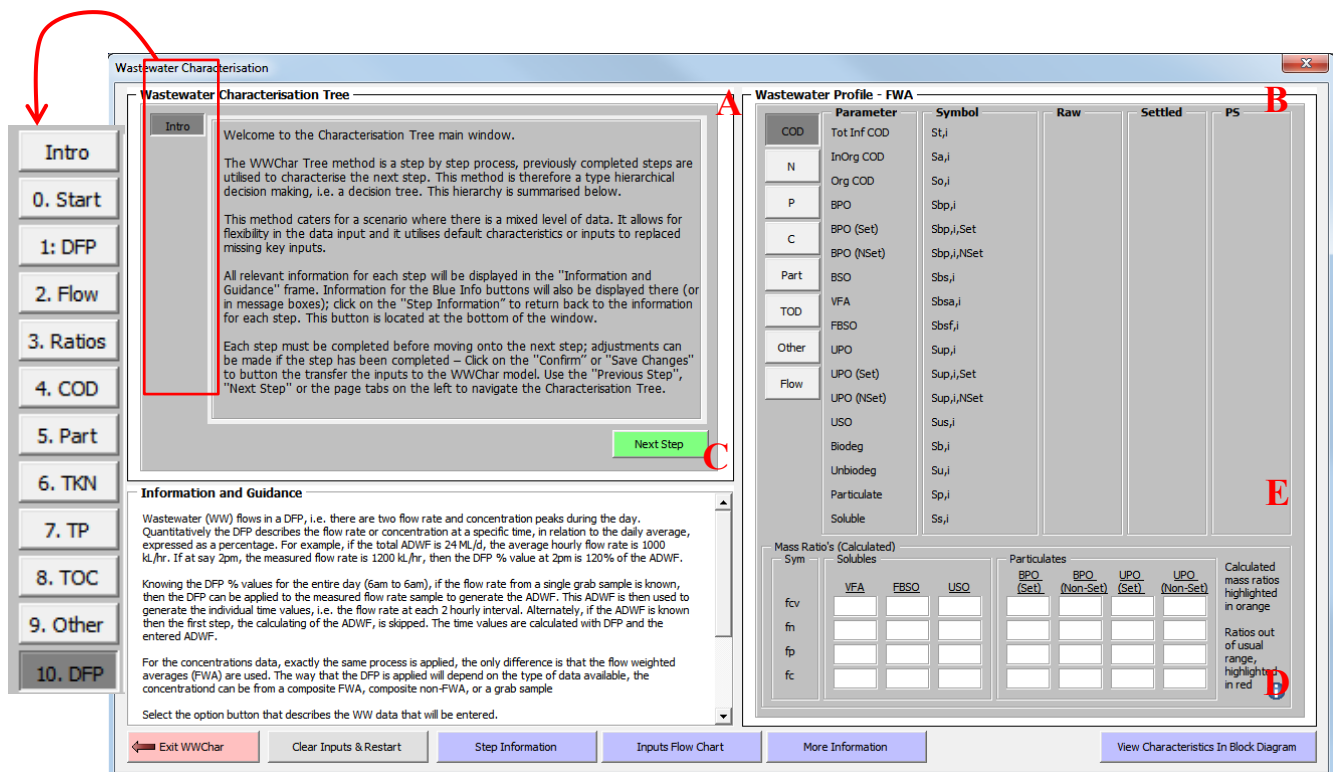 Wastewater Characterisation
X
Intro
0. Start
1: DFP
2. Flow
3. Ratios
4. COD
5. Part
6. TKN
7. TP
8. TOC
9. Other
10. DFP
Wastewater Characterisation Tree
A
Intro
Welcome to the Characterisation Tree main window.
The WWChar Tree method is a step by step process, previously completed steps are
utilised to characterise the next step. This method is therefore a type hierarchical
decision making, i.e. a decision tree. This hierarchy is summarised below.
This method caters for a scenario where there is a mixed level of data. It allows for
flexibility in the data input and it utilises default characteristics or inputs to replaced
missing key inputs.
All relevant information for each step will be displayed in the "Information and
Guidance" frame. Information for the Blue Info buttons will also be displayed there (or
in message boxes); click on the "Step Information" to return back to the information
for each step. This button is located at the bottom of the window.
Each step must be completed before moving onto the next step; adjustments can
be made if the step has been completed – Click on the "Confirm" or "Save Changes"
to button the transfer the inputs to the WWChar model. Use the "Previous Step",
"Next Step" or the page tabs on the left to navigate the Characterisation Tree.
Next Step
C
Information and Guidance
Wastewater (WW) flows in a DFP, i.e. there are two flow rate and concentration peaks during the day.
Quantitatively the DFP describes the flow rate or concentration at a specific time, in relation to the daily average,
expressed as a percentage. For example, if the total ADWF is 24 ML/d, the average hourly flow rate is 1000
kL/hr. If at say 2pm, the measured flow rate is 1200 kL/hr, then the DFP % value at 2pm is 120% of the ADWF.
Knowing the DFP % values for the entire day (6am to 6am), if the flow rate from a single grab sample is known,
then the DFP can be applied to the measured flow rate sample to generate the ADWF. This ADWF is then used to
generate the individual time values, i.e. the flow rate at each 2 hourly interval. Alternately, if the ADWF is known
then the first step, the calculating of the ADWF, is skipped. The time values are calculated with DFP and the
entered ADWF.
For the concentrations data, exactly the same process is applied, the only difference is that the flow weighted
averages (FWA) are used. The way that the DFP is applied will depend on the type of data available, the
concentrationd can be from a composite FWA, composite non-FWA, or a grab sample
Select the option button that describes the WW data that will be entered.
Wastewater Profile - FWA
B
COD
N
P
C
Part
TOD
Other
Flow
Parameter Symbol Raw Settled PS
Tot Inf COD St,i
InOrg COD Sa,i
Org COD So,i
BPO Sbp,i
BPO (Set) Sbp,i,Set
BPO (NSet) Sbp,i,NSet
BSO Sbs,i
VFA Sbsa,i
FBSO Sbsf,i
UPO Sup,i
UPO (Set) Sup,i,Set
UPO (NSet) Sup,i,NSet
USO Sus,i
Biodeg Sb,i
Unbiodeg Su,i
Particulate Sp,i
Soluble Ss,i
E
Mass Ratio's (Calculated)
Sym Solubles Particulates
VFA FBSO USO BPO (Set) BPO (Non-Set) UPO (Set) UPO (Non-Set)
fcv
fn
fp
fc
Calculated
mass ratios
highlighted
in orange
Ratios out
of usual
range,
highlighted
in red
D
Exit WWChar
Clear Inputs & Restart
Step Information
Inputs Flow Chart
More Information
View Characteristics In Block Diagram